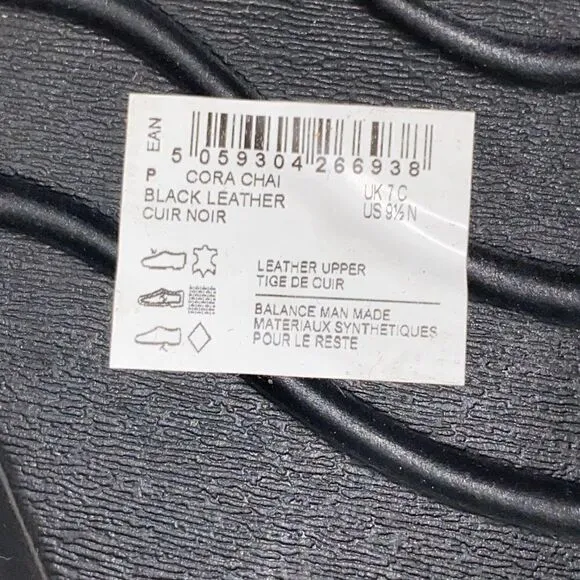 EAN
5 059304 266938
P CORA CHAI UK 7 C
BLACK LEATHER US 9½ N
CUIR NOIR
LEATHER UPPER
TIGE DE CUIR
BALANCE MAN MADE
MATERIAUX SYNTHETIQUES
POUR LE RESTE